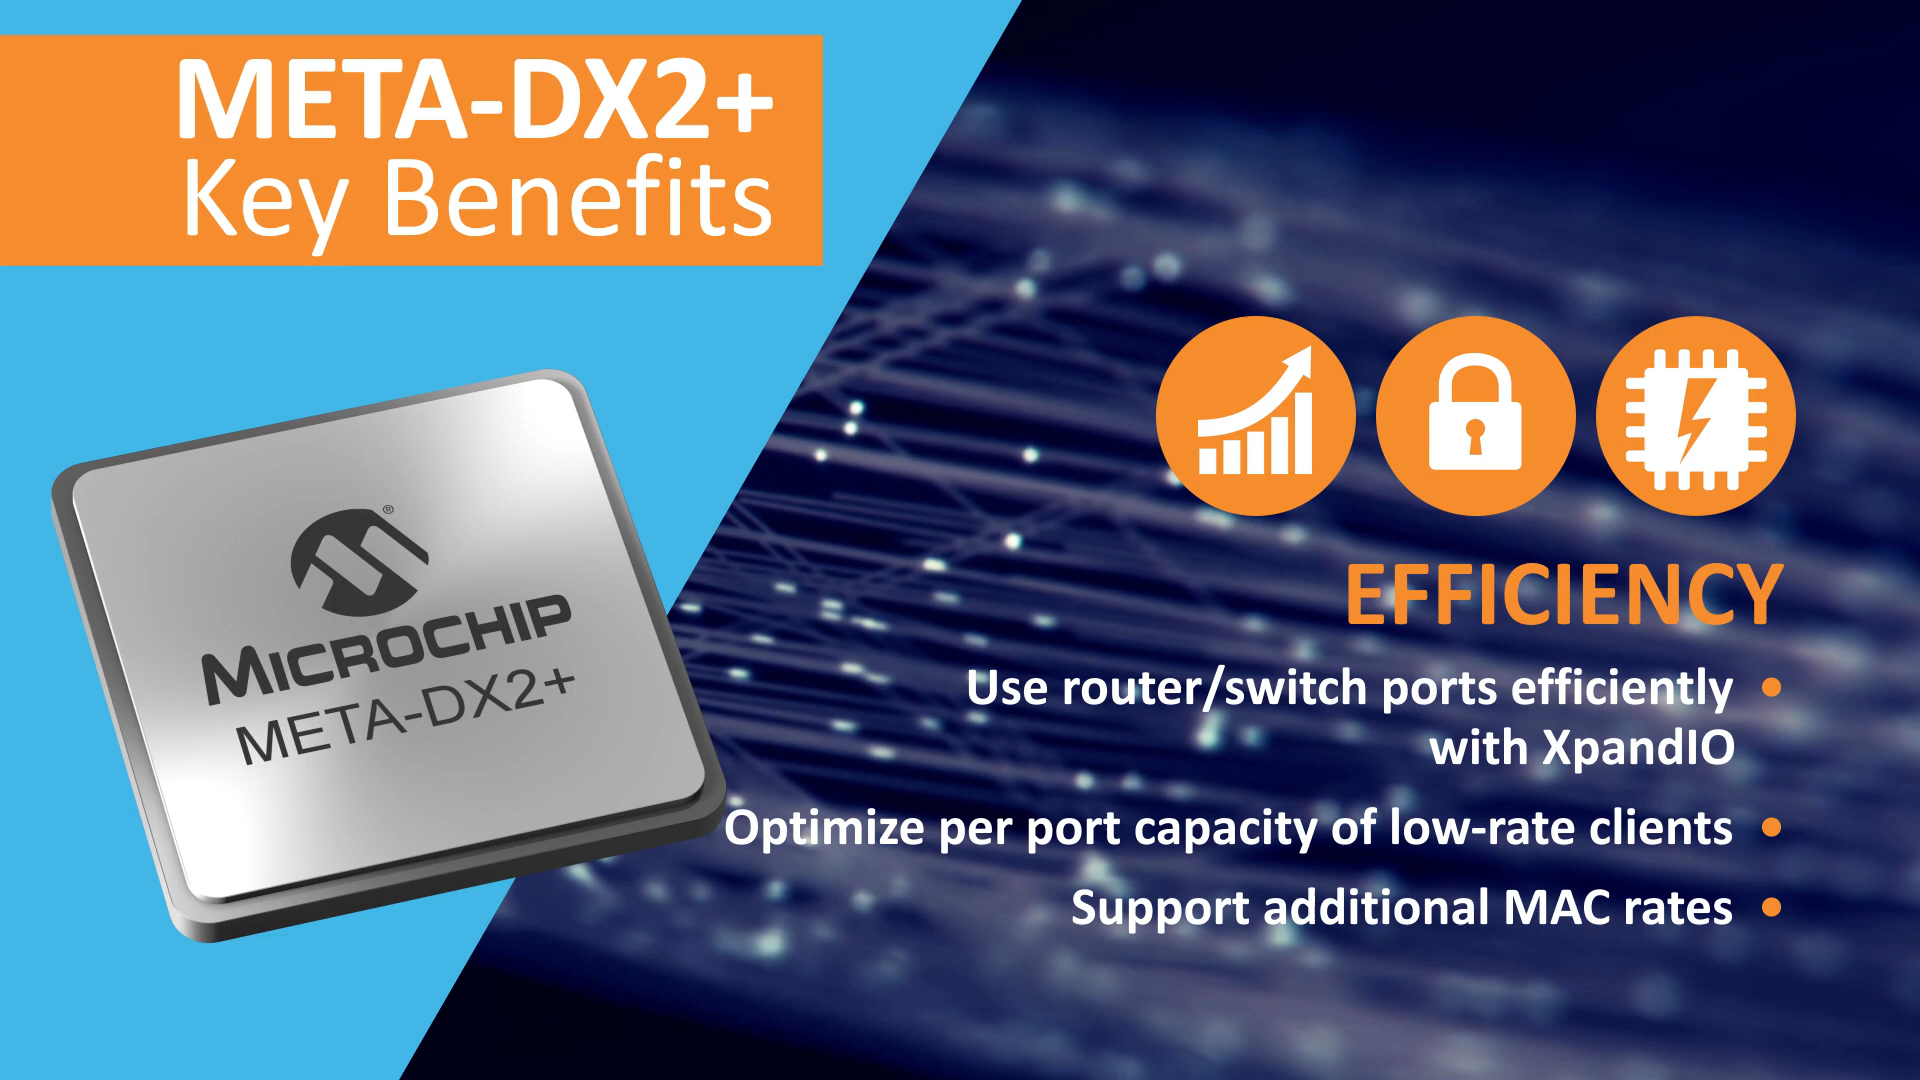 META-DX2+
Key Benefits
®
MICROCHIP
META-DX2+
EFFICIENCY
Use router/switch ports efficiently •
with XpandIO
Optimize per port capacity of low-rate clients •
Support additional MAC rates •